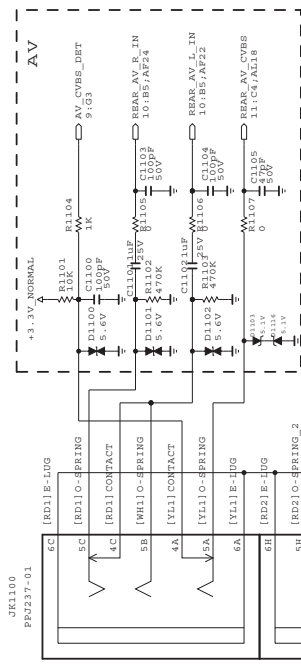 AV
AV_CVBS_DET
9:G3
REAR_AV_R_IN
10:B5;AF24
REAR_AV_L_IN
10:B5;AF22
REAR_AV_CVBS
11:C4;AL18
C1103
100pF
50V
C1104
100pF
50V
C1105
47pF
50V
R1104
1K
R1105
0
R1106
0
R1107
0
+3.3V_NORMAL
R1101
10K
C1100
100pF
50V
C1101 1uF
25V
R1102
470K
C1102 1uF
25V
R1103
470K
D1100
5.6V
D1101
5.6V
D1102
5.6V
D1103
5.1V
D1116
5.1V
[RD1]E-LUG
[RD1]O-SPRING
[RD1]CONTACT
[WH1]O-SPRING
[YL1]CONTACT
[YL1]O-SPRING
[YL1]E-LUG
[RD2]E-LUG
[RD2]O-SPRING_2
6C
5C
4C
5B
4A
5A
6A
6H
5H
JK1100
PPJ237-01